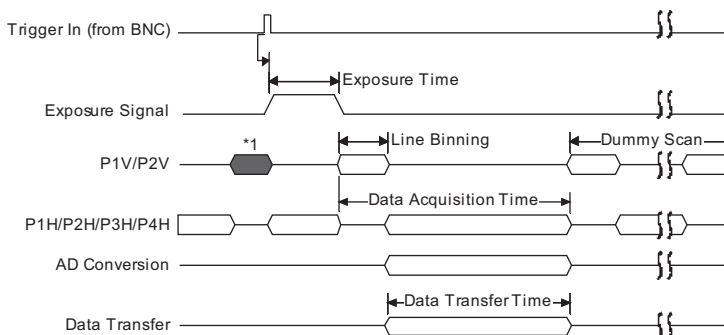 Trigger In (from BNC)
Exposure Time
Exposure Signal
*1
Line Binning
Dummy Scan
P1V/P2V
Data Acquisition Time
P1H/P2H/P3H/P4H
AD Conversion
Data Transfer Time
Data Transfer